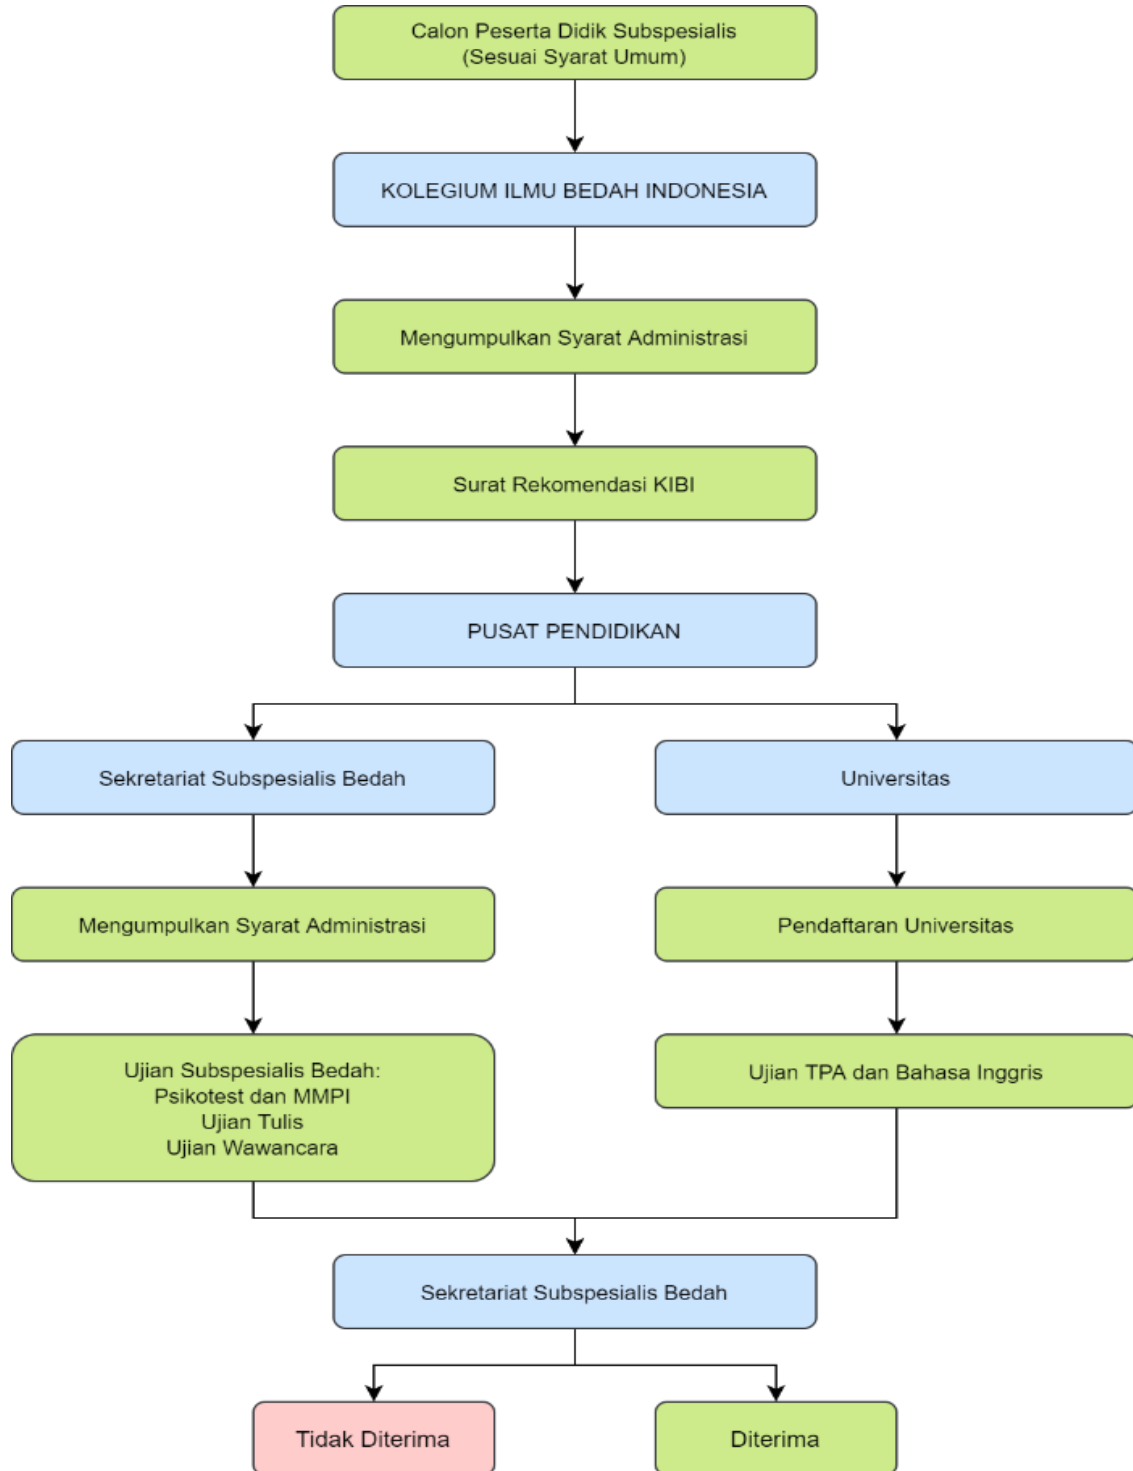 Calon Peserta Didik Subspesialis
(Sesuai Syarat Umum)
KOLEGIUM ILMU BEDAH INDONESIA
Mengumpulkan Syarat Administrasi
Surat Rekomendasi KIBI
PUSAT PENDIDIKAN
Sekretariat Subspesialis Bedah
Universitas
Mengumpulkan Syarat Administrasi
Pendaftaran Universitas
Ujian Subspesialis Bedah:
Psikotest dan MMPI
Ujian Tulis
Ujian Wawancara
Ujian TPA dan Bahasa Inggris
Sekretariat Subspesialis Bedah
Tidak Diterima
Diterima